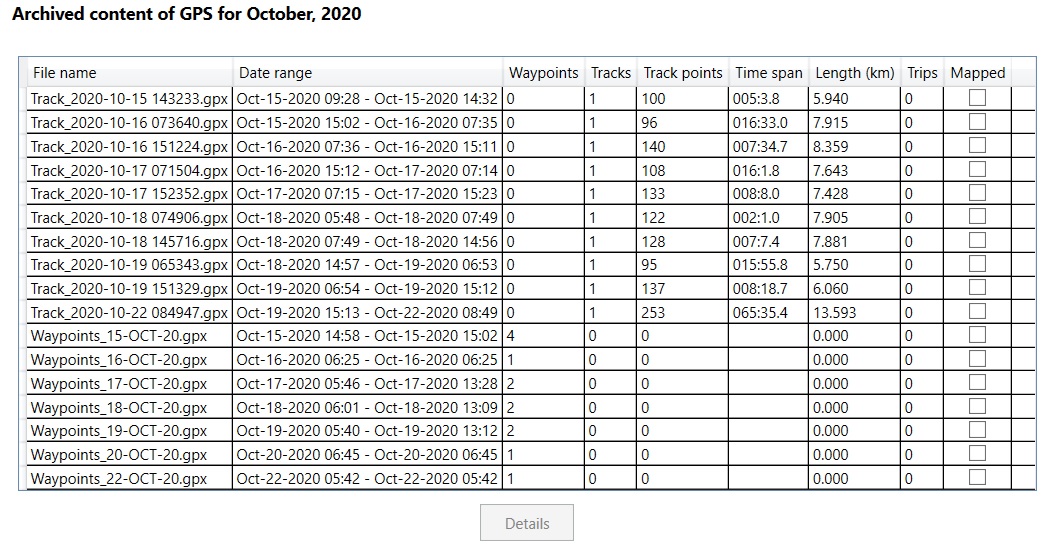 Archived content of GPS for October, 2020
File name Date range Waypoints Tracks Track points Time span Length (km) Trips Mapped
Track_2020-10-15 143233.gpx Oct-15-2020 09:28 - Oct-15-2020 14:32 0 1 100 005:3.8 5.940 0
Track_2020-10-16 073640.gpx Oct-15-2020 15:02 - Oct-16-2020 07:35 0 1 96 016:33.0 7.915 0
Track_2020-10-16 151224.gpx Oct-16-2020 07:36 - Oct-16-2020 15:11 0 1 140 007:34.7 8.359 0
Track_2020-10-17 071504.gpx Oct-16-2020 15:12 - Oct-17-2020 07:14 0 1 108 016:1.8 7.643 0
Track_2020-10-17 152352.gpx Oct-17-2020 07:15 - Oct-17-2020 15:23 0 1 133 008:8.0 7.428 0
Track_2020-10-18 074906.gpx Oct-18-2020 05:48 - Oct-18-2020 07:49 0 1 122 002:1.0 7.905 0
Track_2020-10-18 145716.gpx Oct-18-2020 07:49 - Oct-18-2020 14:56 0 1 128 007:7.4 7.881 0
Track_2020-10-19 065343.gpx Oct-18-2020 14:57 - Oct-19-2020 06:53 0 1 95 015:55.8 5.750 0
Track_2020-10-19 151329.gpx Oct-19-2020 06:54 - Oct-19-2020 15:12 0 1 137 008:18.7 6.060 0
Track_2020-10-22 084947.gpx Oct-19-2020 15:13 - Oct-22-2020 08:49 0 1 253 065:35.4 13.593 0
Waypoints_15-OCT-20.gpx Oct-15-2020 14:58 - Oct-15-2020 15:02 4 0 0 0.000 0
Waypoints_16-OCT-20.gpx Oct-16-2020 06:25 - Oct-16-2020 06:25 1 0 0 0.000 0
Waypoints_17-OCT-20.gpx Oct-17-2020 05:46 - Oct-17-2020 13:28 2 0 0 0.000 0
Waypoints_18-OCT-20.gpx Oct-18-2020 06:01 - Oct-18-2020 13:09 2 0 0 0.000 0
Waypoints_19-OCT-20.gpx Oct-19-2020 05:40 - Oct-19-2020 13:12 2 0 0 0.000 0
Waypoints_20-OCT-20.gpx Oct-20-2020 06:45 - Oct-20-2020 06:45 1 0 0 0.000 0
Waypoints_22-OCT-20.gpx Oct-22-2020 05:42 - Oct-22-2020 05:42 1 0 0 0.000 0
Details